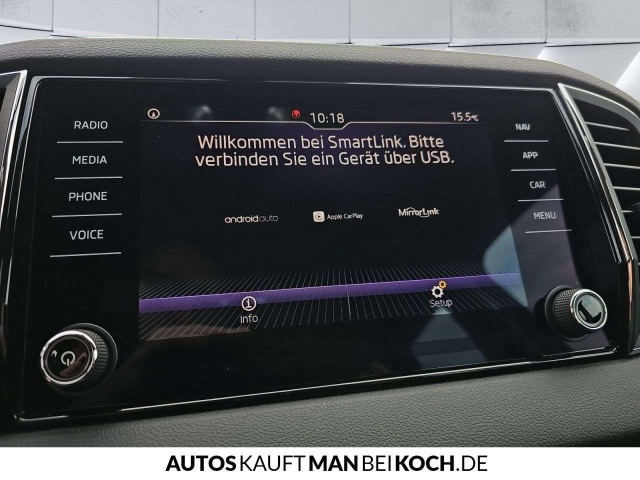 RADIO
MEDIA
PHONE
VOICE
10:18
15.5°C
Willkommen bei SmartLink. Bitte
verbinden Sie ein Gerät über USB.
androidauto
Apple CarPlay
MirrorLink
Info
Setup
NAV
APP
CAR
MENU
AUTOSKAUFTMANBEIKOCH.DE